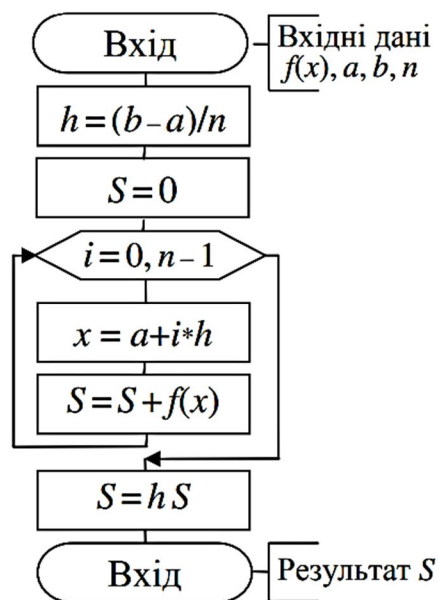 Вхід
Вхідні дані
f(x), a, b, n
h=(b–a)/n
S=0
i=0, n–1
x = a+i*h
S=S+f(x)
S=h S
Вхід
Результат S